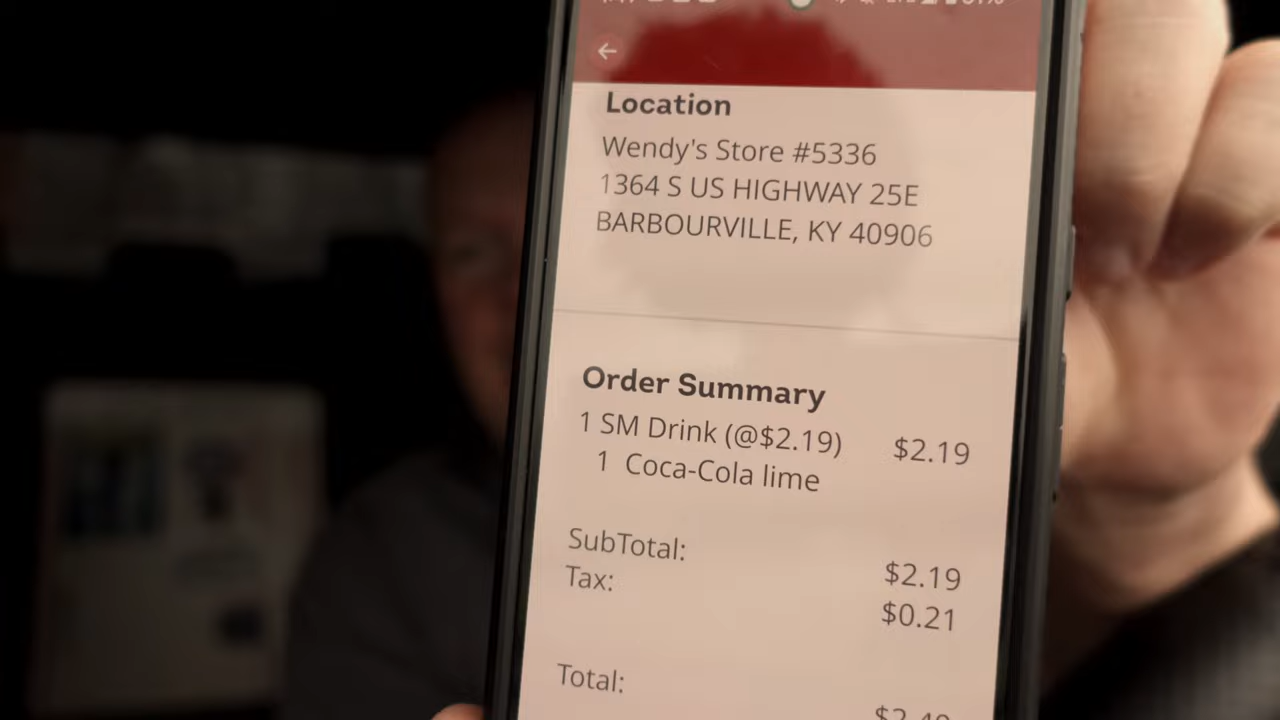 Location
Wendy's Store #5336
1364 S US HIGHWAY 25E
BARBOURVILLE, KY 40906
Order Summary
1 SM Drink (@$2.19) $2.19
1 Coca-Cola lime
SubTotal: $2.19
Tax: $0.21
Total: